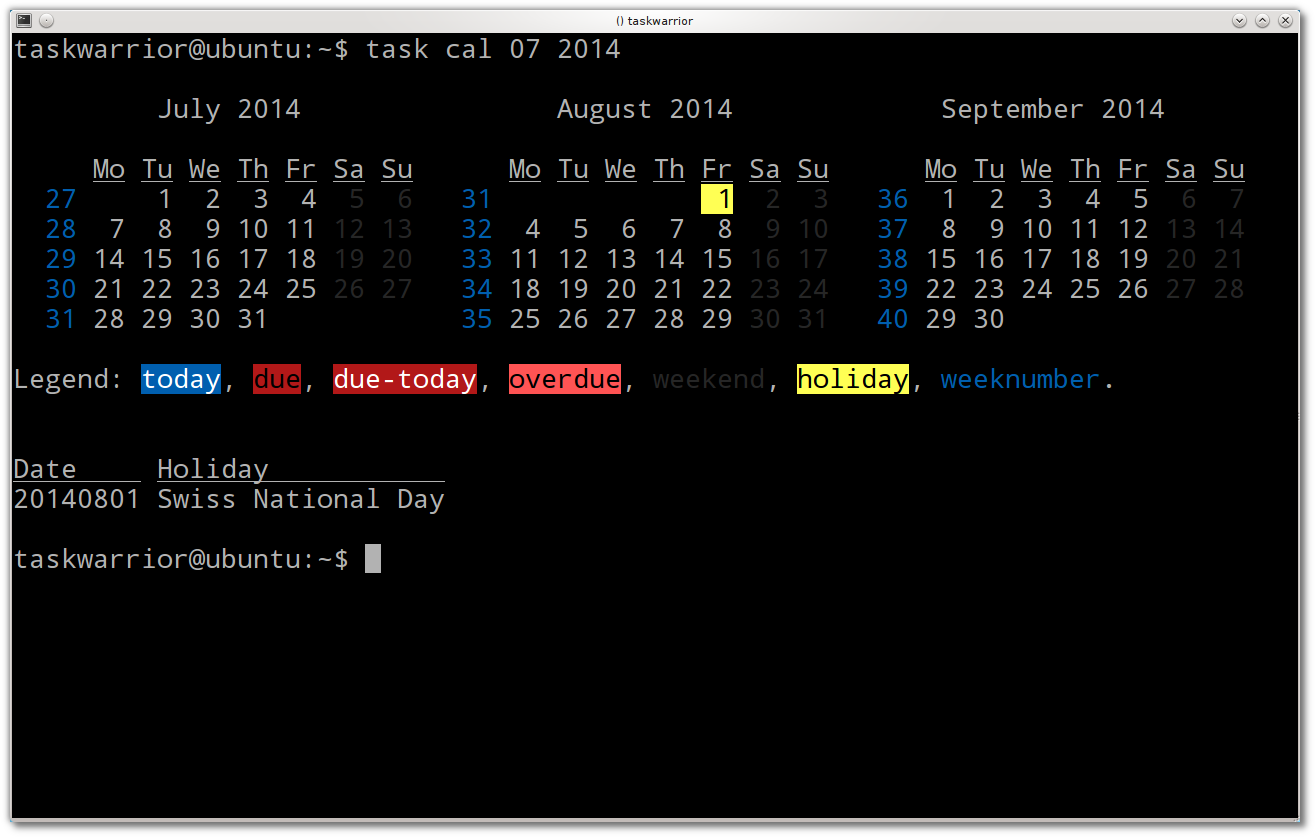 () taskwarrior
taskwarrior@ubuntu:~$ task cal 07 2014
July 2014 August 2014 September 2014
Mo Tu We Th Fr Sa Su Mo Tu We Th Fr Sa Su Mo Tu We Th Fr Sa Su
27 1 2 3 4 5 6 31 1 2 3 36 1 2 3 4 5 6 7
28 7 8 9 10 11 12 13 32 4 5 6 7 8 9 10 37 8 9 10 11 12 13 14
29 14 15 16 17 18 19 20 33 11 12 13 14 15 16 17 38 15 16 17 18 19 20 21
30 21 22 23 24 25 26 27 34 18 19 20 21 22 23 24 39 22 23 24 25 26 27 28
31 28 29 30 31 35 25 26 27 28 29 30 31 40 29 30
Legend: today, due, due-today, overdue, weekend, holiday, weeknumber.
Date Holiday
20140801 Swiss National Day
taskwarrior@ubuntu:~$